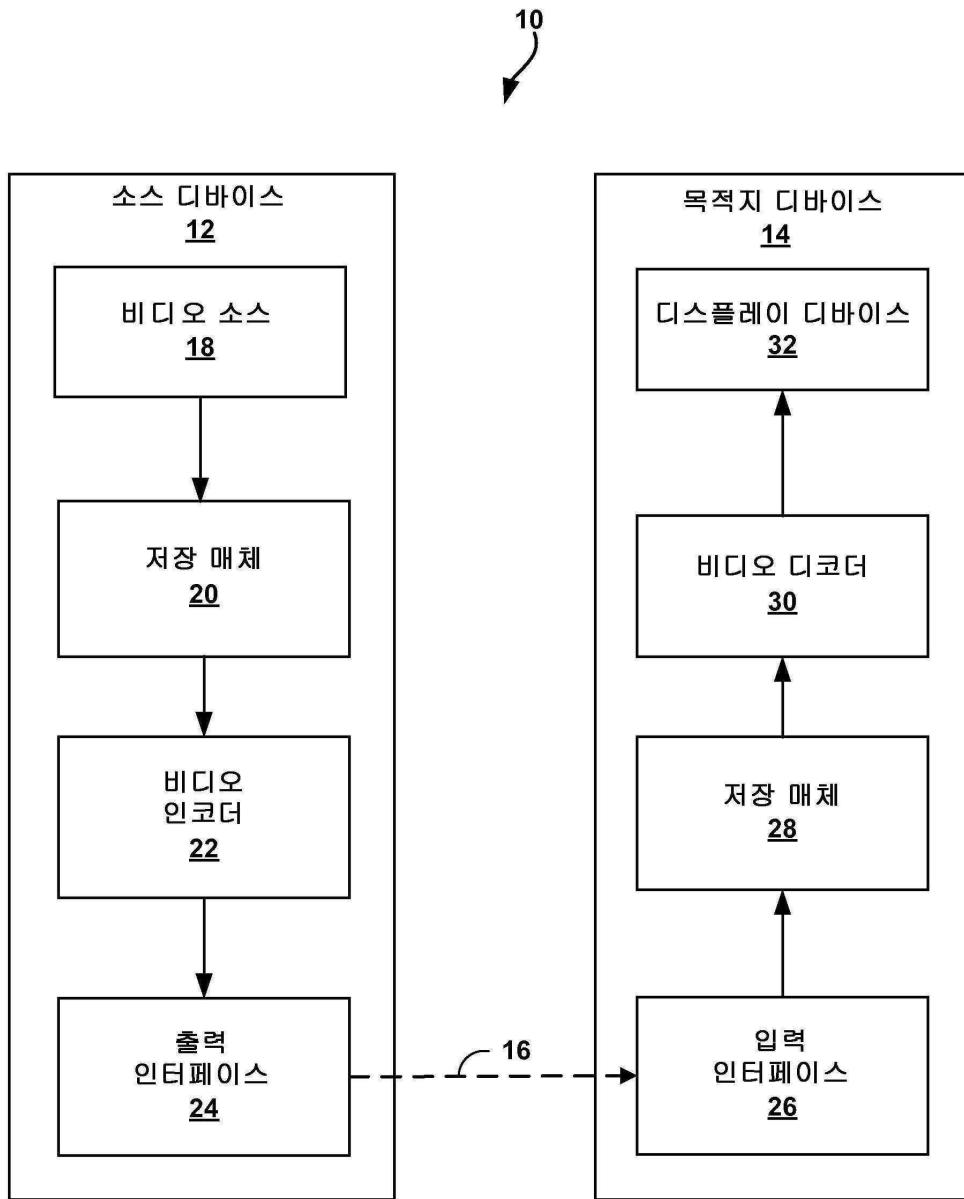 10
소스 디바이스
12
비디오 소스
18
저장 매체
20
비디오
인코더
22
출력
인터페이스
24
16
목적지 디바이스
14
디스플레이 디바이스
32
비디오 디코더
30
저장 매체
28
입력
인터페이스
26